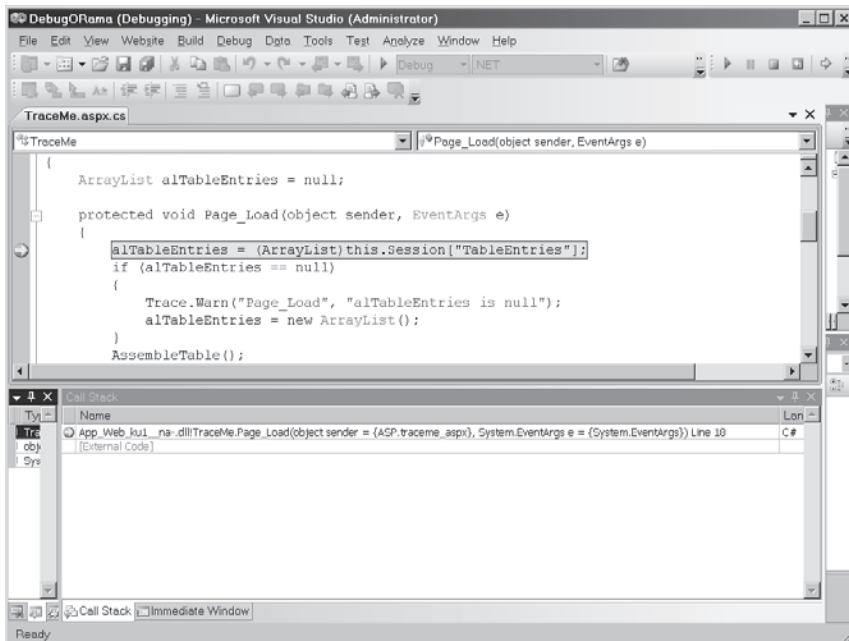 DebugORama (Debugging) - Microsoft Visual Studio (Administrator)
File Edit View Website Build Debug Data Tools Test Analyze Window Help
Debug .NET
TraceMe.aspx.cs
TraceMe Page_Load(object sender, EventArgs e)
{
ArrayList alTableEntries = null;
protected void Page_Load(object sender, EventArgs e)
{
alTableEntries = (ArrayList)this.Session["TableEntries"];
if (alTableEntries == null)
{
Trace.Warn("Page_Load", "alTableEntries is null");
alTableEntries = new ArrayList();
}
AssembleTable();
Call Stack
Ty Name Lan
Tra App_Web_ku1__na-.dll!TraceMe.Page_Load(object sender = {ASP.traceme_aspx}, System.EventArgs e = {System.EventArgs}) Line 18 C#
obj [External Code]
Sys
Call Stack Immediate Window
Ready